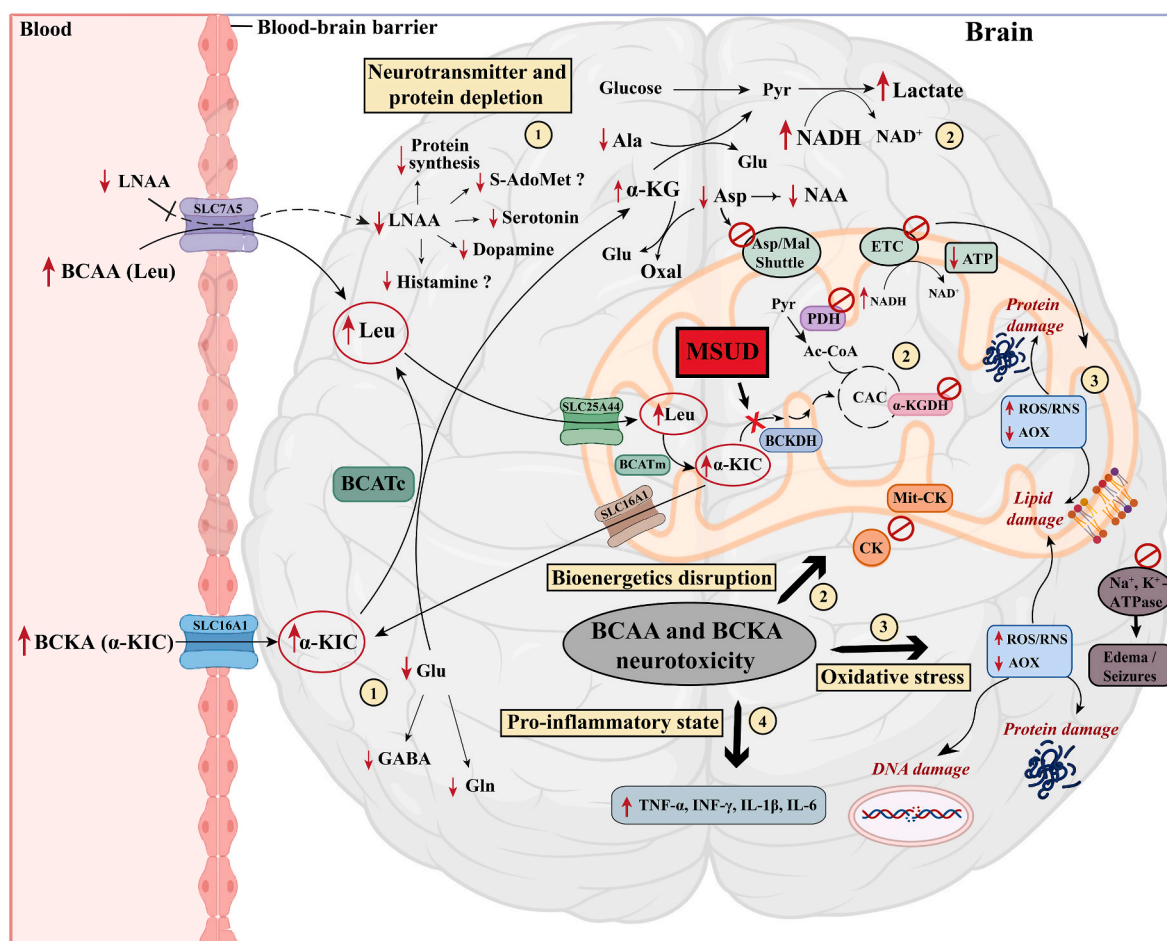 Blood
Blood-brain barrier
Brain
Neurotransmitter and
protein depletion
1
Glucose
Pyr
Lactate
NADH
NAD⁺
2
Ala
Glu
α-KG
Asp
NAA
Glu
Oxal
LNAA
SLC7A5
BCAA (Leu)
Protein
synthesis
S-AdoMet ?
LNAA
Serotonin
Dopamine
Histamine ?
Leu
Asp/Mal
Shuttle
ETC
ATP
NADH
NAD⁺
Pyr
PDH
Ac-CoA
2
CAC
α-KGDH
MSUD
SLC25A44
Leu
BCATm
α-KIC
BCKDH
SLC16A1
Protein
damage
3
ROS/RNS
AOX
Lipid
damage
Mit-CK
CK
BCATc
BCKA (α-KIC)
SLC16A1
α-KIC
1
Glu
GABA
Gln
Bioenergetics disruption
2
BCAA and BCKA
neurotoxicity
3
Oxidative stress
Pro-inflammatory state
4
TNF-α, INF-γ, IL-1β, IL-6
Na⁺, K⁺-
ATPase
Edema /
Seizures
ROS/RNS
AOX
Protein damage
DNA damage